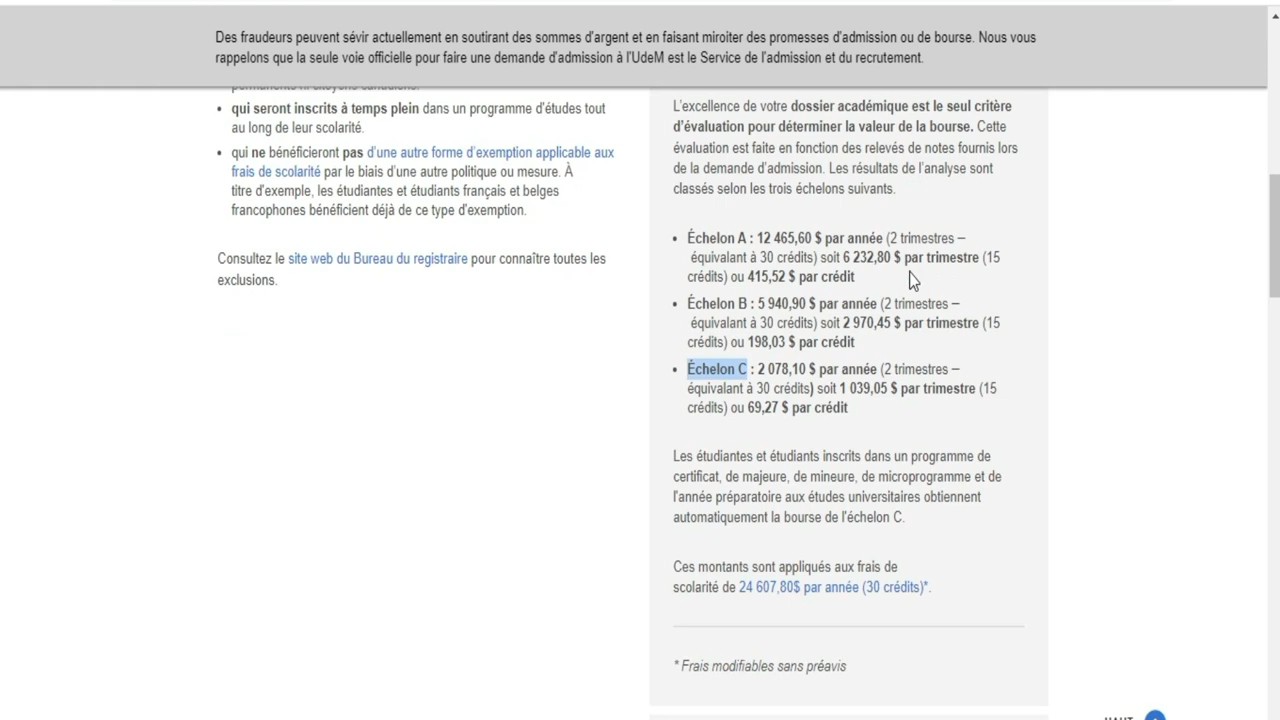 Des fraudeurs peuvent sévir actuellement en soutirant des sommes d'argent et en faisant miroiter des promesses d'admission ou de bourse. Nous vous
rappelons que la seule voie officielle pour faire une demande d'admission à l'UdeM est le Service de l'admission et du recrutement.
qui seront inscrits à temps plein dans un programme d'études tout
au long de leur scolarité.
qui ne bénéficieront pas d'une autre forme d'exemption applicable aux
frais de scolarité par le biais d'une autre politique ou mesure. À
titre d'exemple, les étudiantes et étudiants français et belges
francophones bénéficient déjà de ce type d'exemption.
Consultez le site web du Bureau du registraire pour connaître toutes les
exclusions.
L'excellence de votre dossier académique est le seul critère
d'évaluation pour déterminer la valeur de la bourse. Cette
évaluation est faite en fonction des relevés de notes fournis lors
de la demande d'admission. Les résultats de l'analyse sont
classés selon les trois échelons suivants.
Échelon A : 12 465,60 $ par année (2 trimestres –
équivalant à 30 crédits) soit 6 232,80 $ par trimestre (15
crédits) ou 415,52 $ par crédit
Échelon B : 5 940,90 $ par année (2 trimestres –
équivalant à 30 crédits) soit 2 970,45 $ par trimestre (15
crédits) ou 198,03 $ par crédit
Échelon C : 2 078,10 $ par année (2 trimestres –
équivalant à 30 crédits) soit 1 039,05 $ par trimestre (15
crédits) ou 69,27 $ par crédit
Les étudiantes et étudiants inscrits dans un programme de
certificat, de majeure, de mineure, de microprogramme et de
l'année préparatoire aux études universitaires obtiennent
automatiquement la bourse de l'échelon C.
Ces montants sont appliqués aux frais de
scolarité de 24 607,80$ par année (30 crédits)*.
* Frais modifiables sans préavis
HAUT